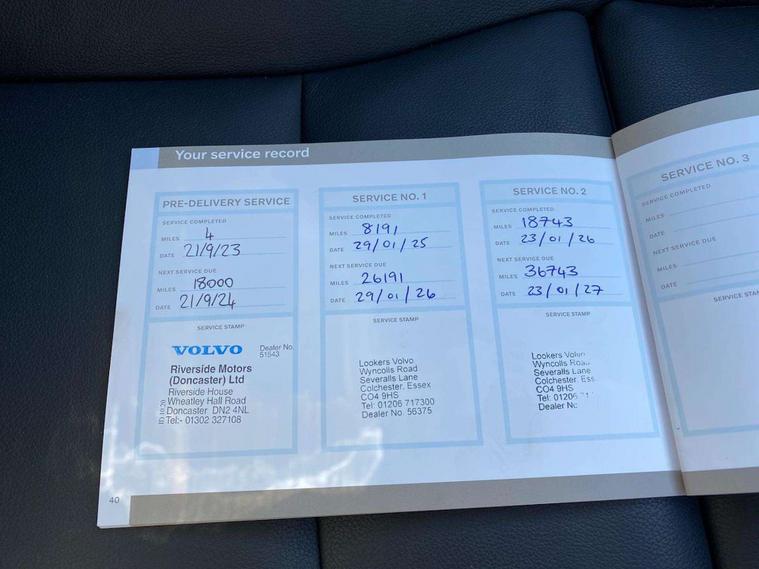 Your service record
PRE-DELIVERY SERVICE
SERVICE COMPLETED
MILES 4
DATE 21/9/23
NEXT SERVICE DUE
MILES 18000
DATE 21/9/24
SERVICE STAMP
VOLVO
Dealer No.
51543
Riverside Motors
(Doncaster) Ltd
Riverside House
Wheatley Hall Road
Doncaster DN2 4NL
Tel:- 01302 327108
SERVICE NO. 1
SERVICE COMPLETED
MILES 8191
DATE 29/01/25
NEXT SERVICE DUE
MILES 26191
DATE 29/01/26
SERVICE STAMP
Lookers Volvo
Wyncolls Road
Severalls Lane
Colchester, Essex
CO4 9HS
Tel: 01206 717300
Dealer No. 56375
SERVICE NO. 2
SERVICE COMPLETED
MILES 18743
DATE 23/01/26
NEXT SERVICE DUE
MILES 36743
DATE 23/01/27
SERVICE STAMP
Lookers
Wyncolls
Severalls Lane
Colchester,
CO4 9HS
Tel: 01206
Dealer
SERVICE NO. 3
SERVICE COMPLETED
MILES
DATE
NEXT SERVICE DUE
MILES
DATE
SERVICE
40